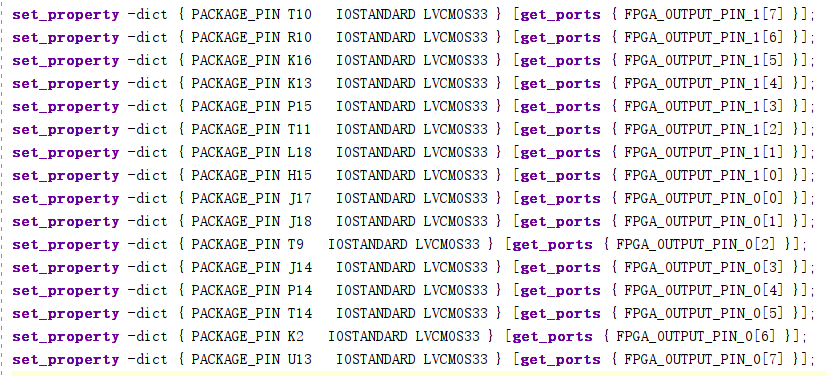 set_property -dict { PACKAGE_PIN T10   IOSTANDARD LVCMOS33 } [get_ports { FPGA_OUTPUT_PIN_1[7] }];
set_property -dict { PACKAGE_PIN R10   IOSTANDARD LVCMOS33 } [get_ports { FPGA_OUTPUT_PIN_1[6] }];
set_property -dict { PACKAGE_PIN K16   IOSTANDARD LVCMOS33 } [get_ports { FPGA_OUTPUT_PIN_1[5] }];
set_property -dict { PACKAGE_PIN K13   IOSTANDARD LVCMOS33 } [get_ports { FPGA_OUTPUT_PIN_1[4] }];
set_property -dict { PACKAGE_PIN P15   IOSTANDARD LVCMOS33 } [get_ports { FPGA_OUTPUT_PIN_1[3] }];
set_property -dict { PACKAGE_PIN T11   IOSTANDARD LVCMOS33 } [get_ports { FPGA_OUTPUT_PIN_1[2] }];
set_property -dict { PACKAGE_PIN L18   IOSTANDARD LVCMOS33 } [get_ports { FPGA_OUTPUT_PIN_1[1] }];
set_property -dict { PACKAGE_PIN H15   IOSTANDARD LVCMOS33 } [get_ports { FPGA_OUTPUT_PIN_1[0] }];
set_property -dict { PACKAGE_PIN J17   IOSTANDARD LVCMOS33 } [get_ports { FPGA_OUTPUT_PIN_0[0] }];
set_property -dict { PACKAGE_PIN J18   IOSTANDARD LVCMOS33 } [get_ports { FPGA_OUTPUT_PIN_0[1] }];
set_property -dict { PACKAGE_PIN T9   IOSTANDARD LVCMOS33 } [get_ports { FPGA_OUTPUT_PIN_0[2] }];
set_property -dict { PACKAGE_PIN J14   IOSTANDARD LVCMOS33 } [get_ports { FPGA_OUTPUT_PIN_0[3] }];
set_property -dict { PACKAGE_PIN P14   IOSTANDARD LVCMOS33 } [get_ports { FPGA_OUTPUT_PIN_0[4] }];
set_property -dict { PACKAGE_PIN T14   IOSTANDARD LVCMOS33 } [get_ports { FPGA_OUTPUT_PIN_0[5] }];
set_property -dict { PACKAGE_PIN K2   IOSTANDARD LVCMOS33 } [get_ports { FPGA_OUTPUT_PIN_0[6] }];
set_property -dict { PACKAGE_PIN U13   IOSTANDARD LVCMOS33 } [get_ports { FPGA_OUTPUT_PIN_0[7] }];